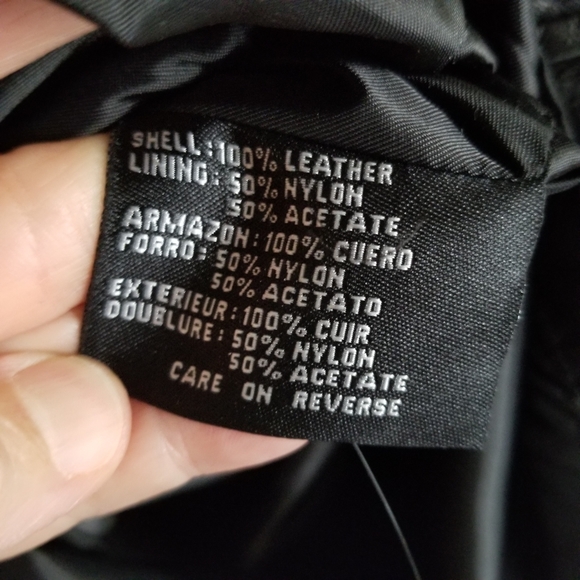 SHELL: 100% LEATHER
LINING: 50% NYLON
50% ACETATE
ARMAZON: 100% CUERO
FORRO: 50% NYLON
50% ACETATO
EXTERIEUR: 100% CUIR
DOUBLURE: 50% NYLON
50% ACETATE
CARE ON REVERSE